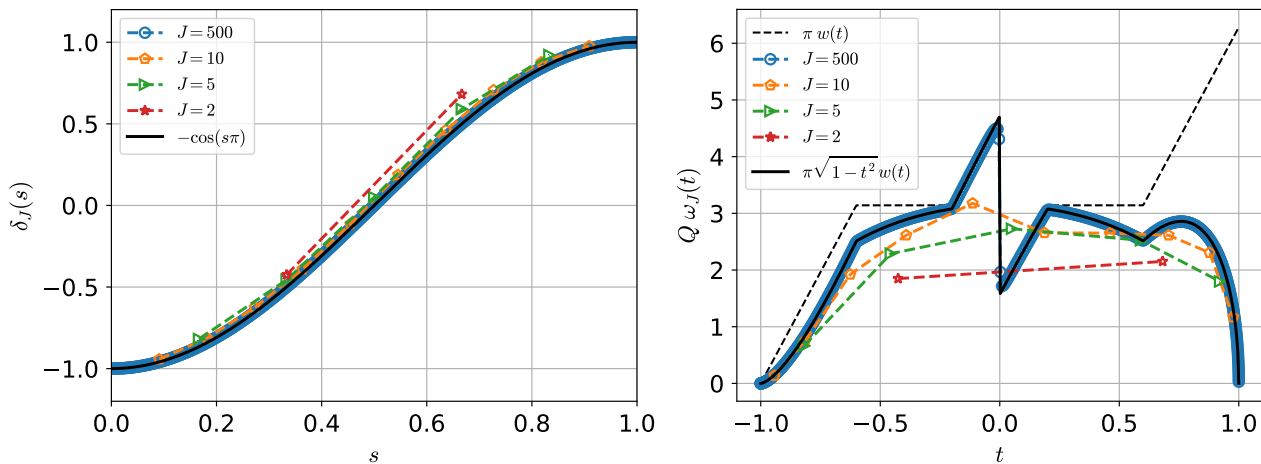 1.0
0.5
0.0
−0.5
−1.0
δ_J(s)
J = 500
J = 10
J = 5
J = 2
−cos(sπ)
0.0 0.2 0.4 0.6 0.8 1.0
s
6
5
4
3
2
1
0
Q ω_J(t)
π w(t)
J = 500
J = 10
J = 5
J = 2
π√(1−t²) w(t)
−1.0 −0.5 0.0 0.5 1.0
t